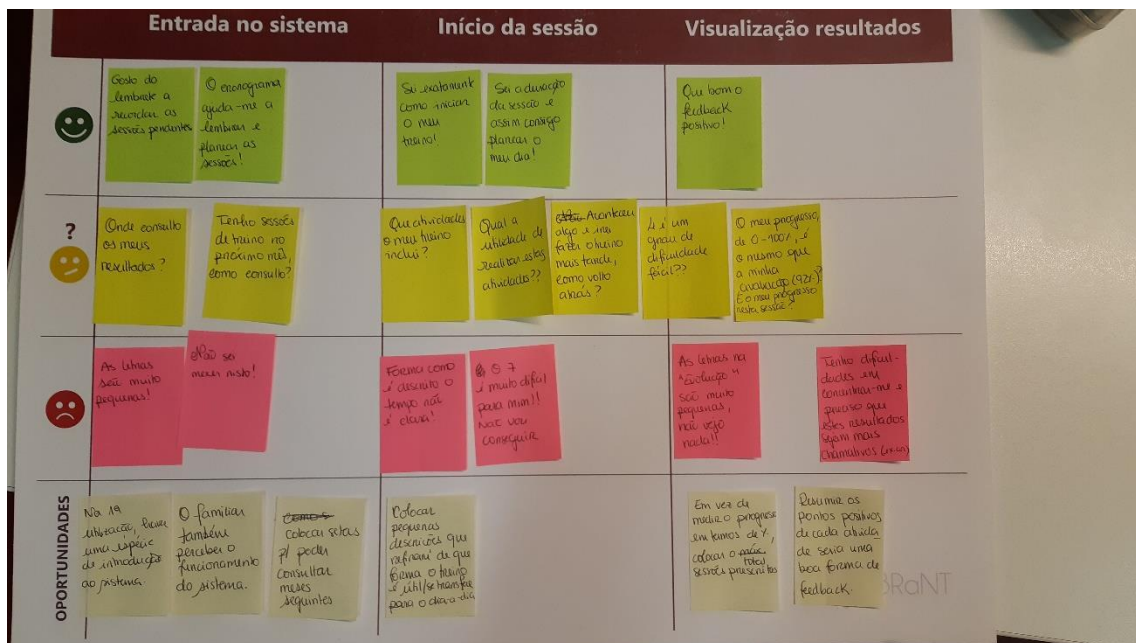 Entrada no sistema
Início da sessão
Visualização resultados
Gosto do
lembrete a
recordar as
sessões pendentes
O cronograma
ajuda-me a
lembrar e
planear as
sessões!
Sei exatamente
como iniciar
o meu
treino!
Sei a duração
da sessão e
assim consigo
planear o
meu dia!
Que bom o
feedback
positivo!
?
Onde consulto
os meus
resultados?
Tenho sessões
de treino no
próximo mês,
como consulto?
Que atividades
o meu treino
inclui?
Qual a
utilidade de
realizar estas
atividades??
Aconteceu
algo e irei
fazer o treino
mais tarde,
como volto
atrás?
4 é um
grau de
dificuldade
fácil??
O meu progresso,
de 0-100%, é
o mesmo que
a minha
avaliação (92%)?
É o meu progresso
nesta sessão?
As letras
são muito
pequenas!
Não sei
mexer nisto!
Forma como
é descrito o
tempo não
é clara!
O 7
é muito difícil
para mim!!
Não vou
conseguir
As letras na
"Evolução"
são muito
pequenas,
não vejo
nada!!
Tenho dificul-
dades em
concentrar-me e
preciso que
estes resultados
sejam mais
chamativos
OPORTUNIDADES
Na 1ª
utilização, haver
uma espécie
de introdução
ao sistema.
O familiar
também
perceber o
funcionamento
do sistema.
Colocar setas
p/ poder
consultar
meses
seguintes
Colocar
pequenas
descrições que
refiram de que
forma o treino
é útil/se transfere
para o dia-a-dia
Em vez de
medir o progresso
em termos de %,
colocar o total
sessões prescritas
Resumir os
pontos positivos
de cada ativida-
de seria uma
boa forma de
feedback.
BRaNT